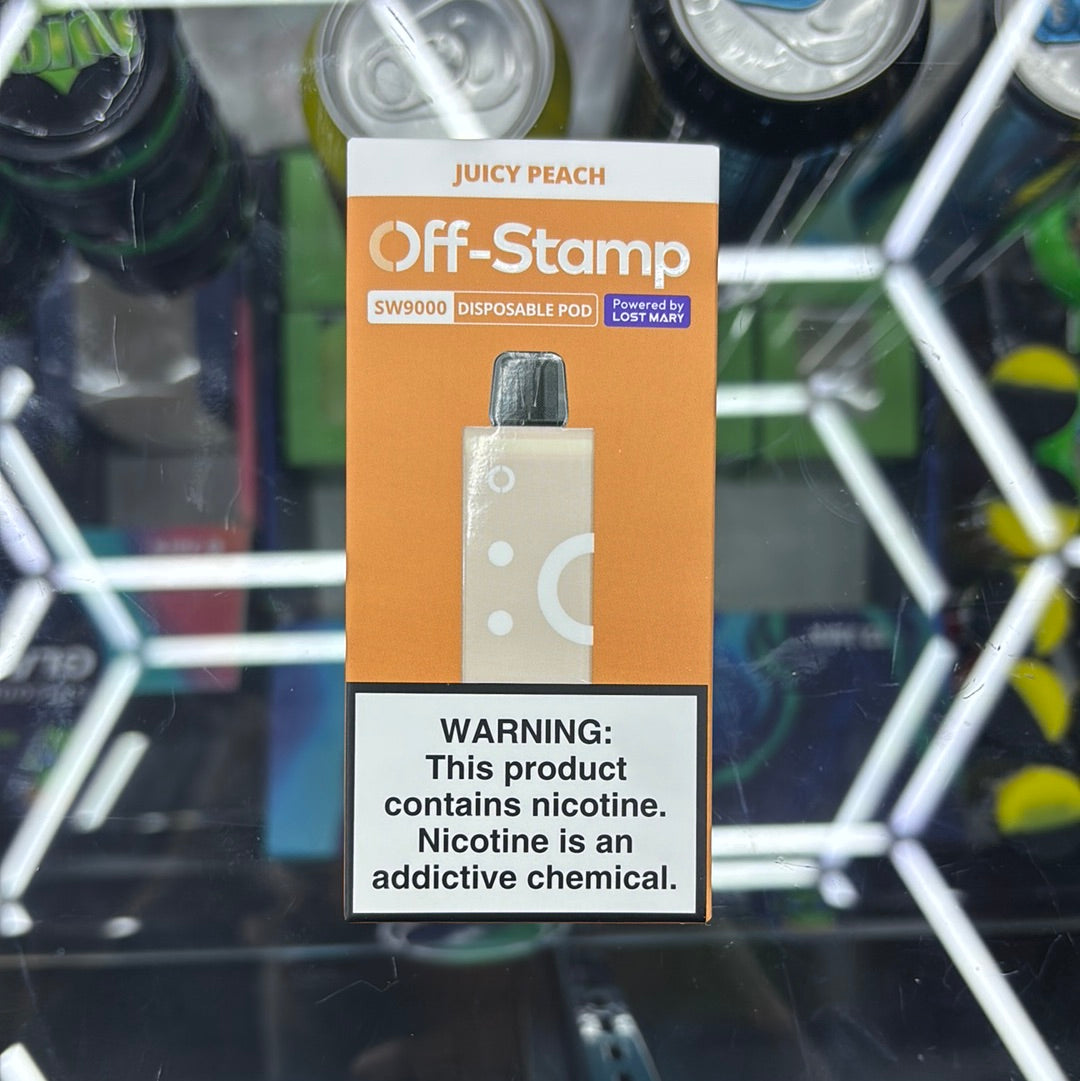 JUICY PEACH
Off-Stamp
SW9000 DISPOSABLE POD
Powered by
LOST MARY
WARNING:
This product
contains nicotine.
Nicotine is an
addictive chemical.